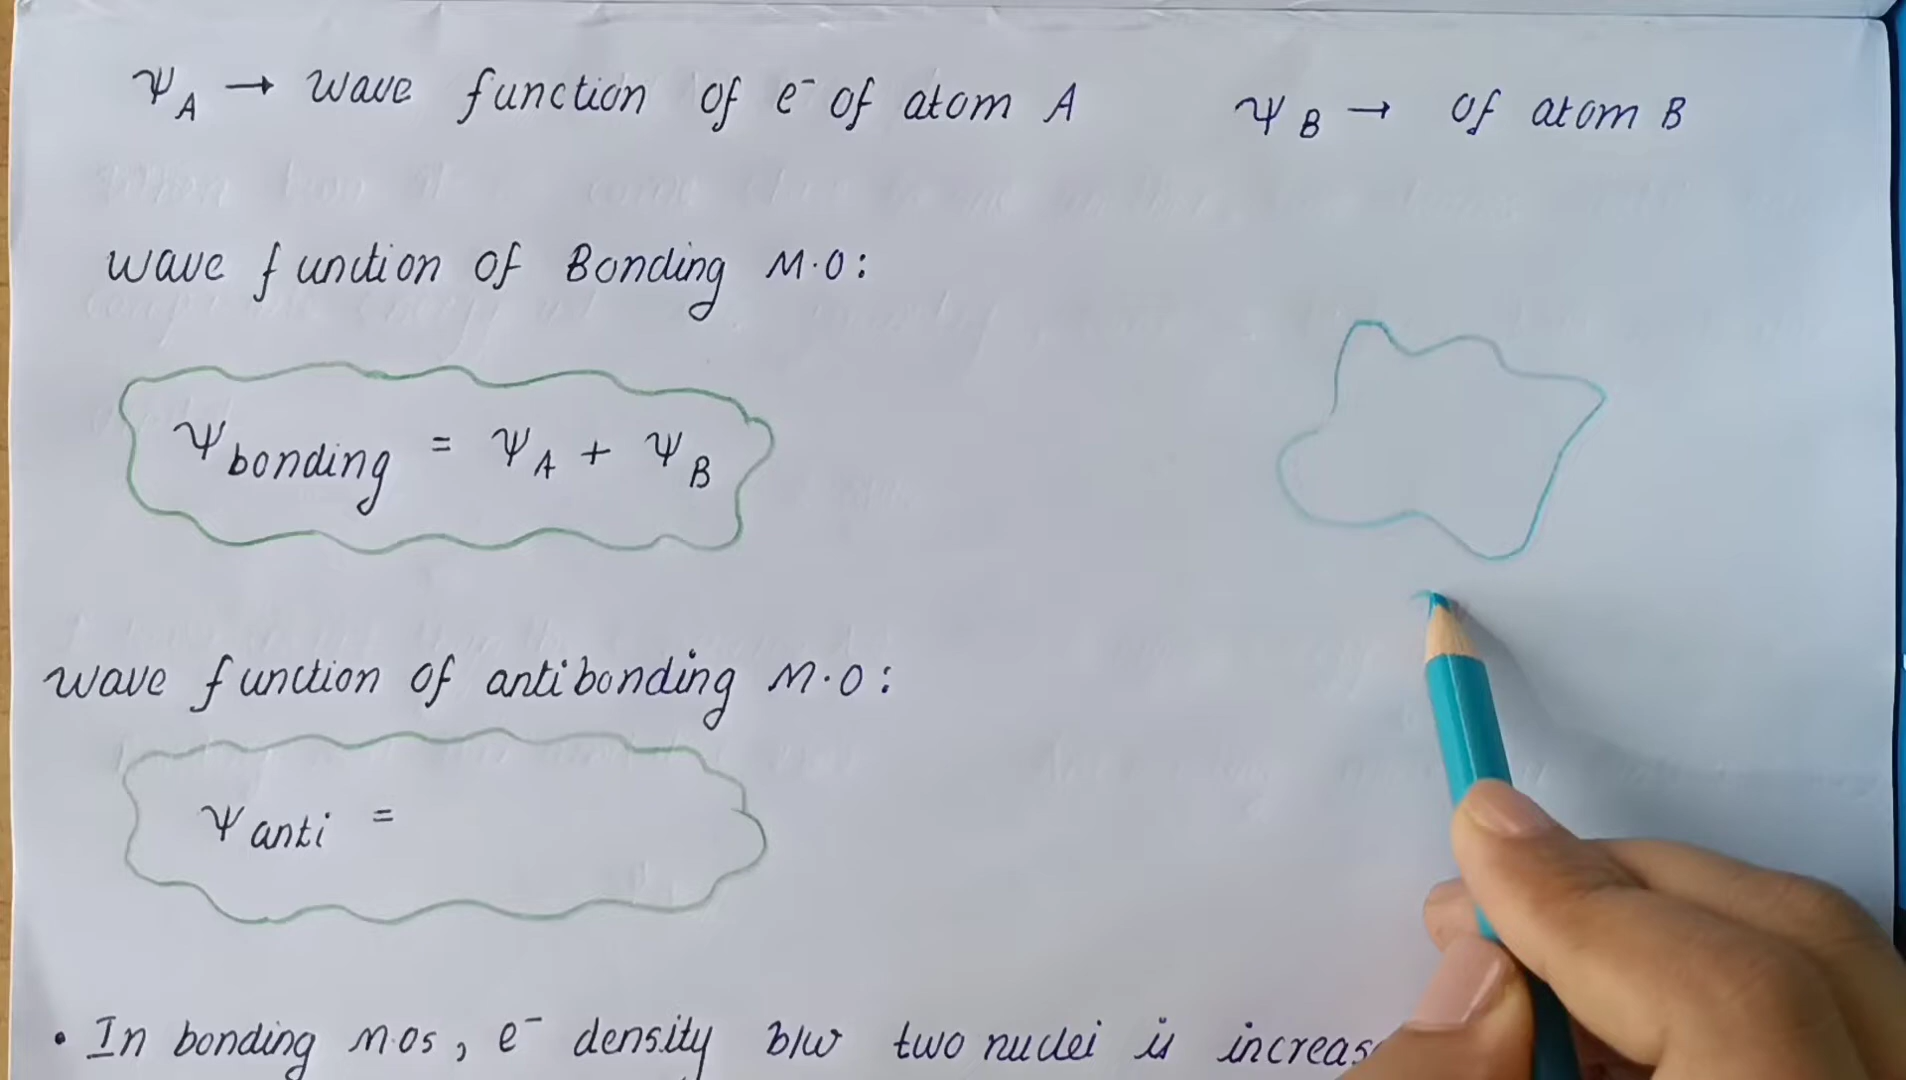 ψA → wave function of e⁻ of atom A ψB → of atom B
wave function of Bonding M.O:
ψbonding = ψA + ψB
wave function of antibonding M.O:
ψanti =
• In bonding M.Os, e⁻ density b/w two nuclei is increas